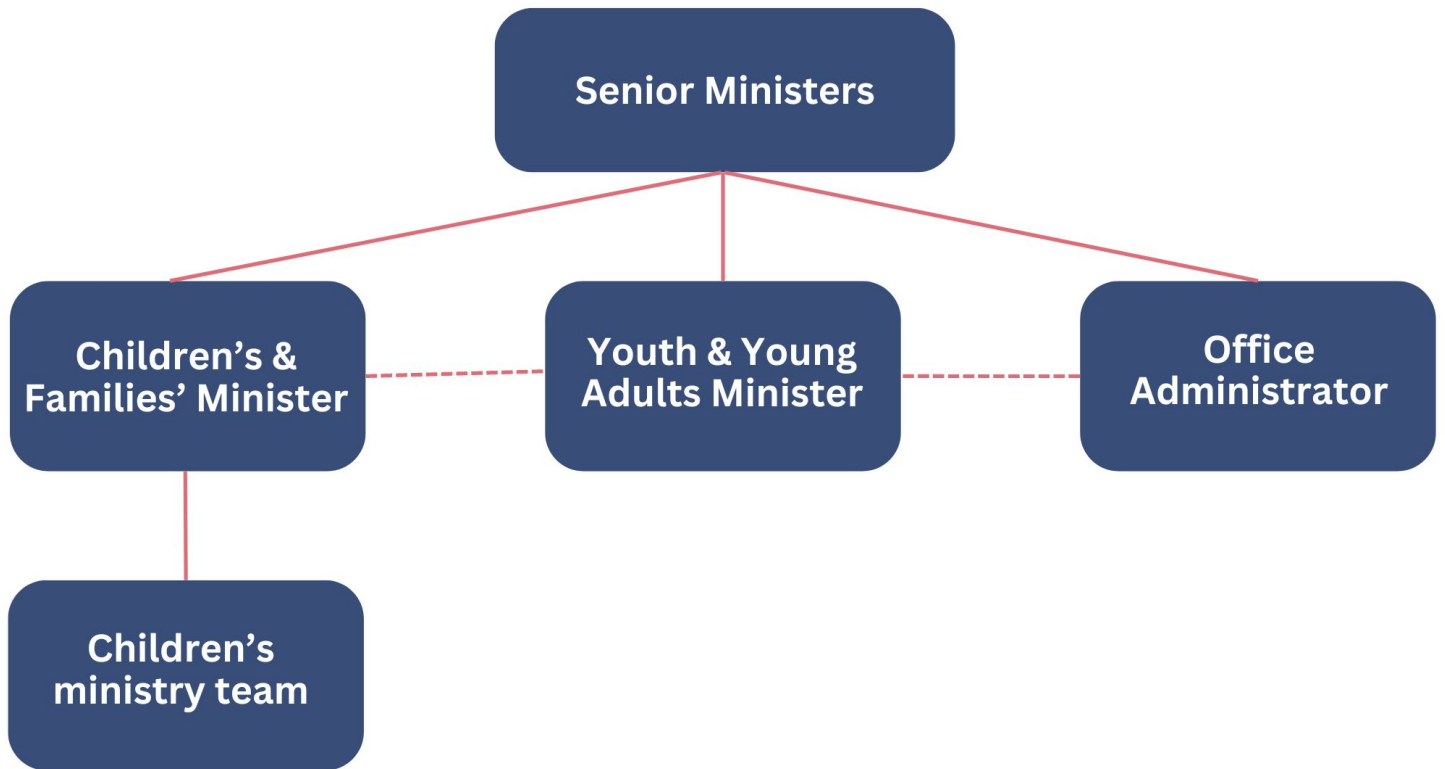 Senior Ministers
Children’s &
Families’ Minister
Youth & Young
Adults Minister
Office
Administrator
Children’s
ministry team